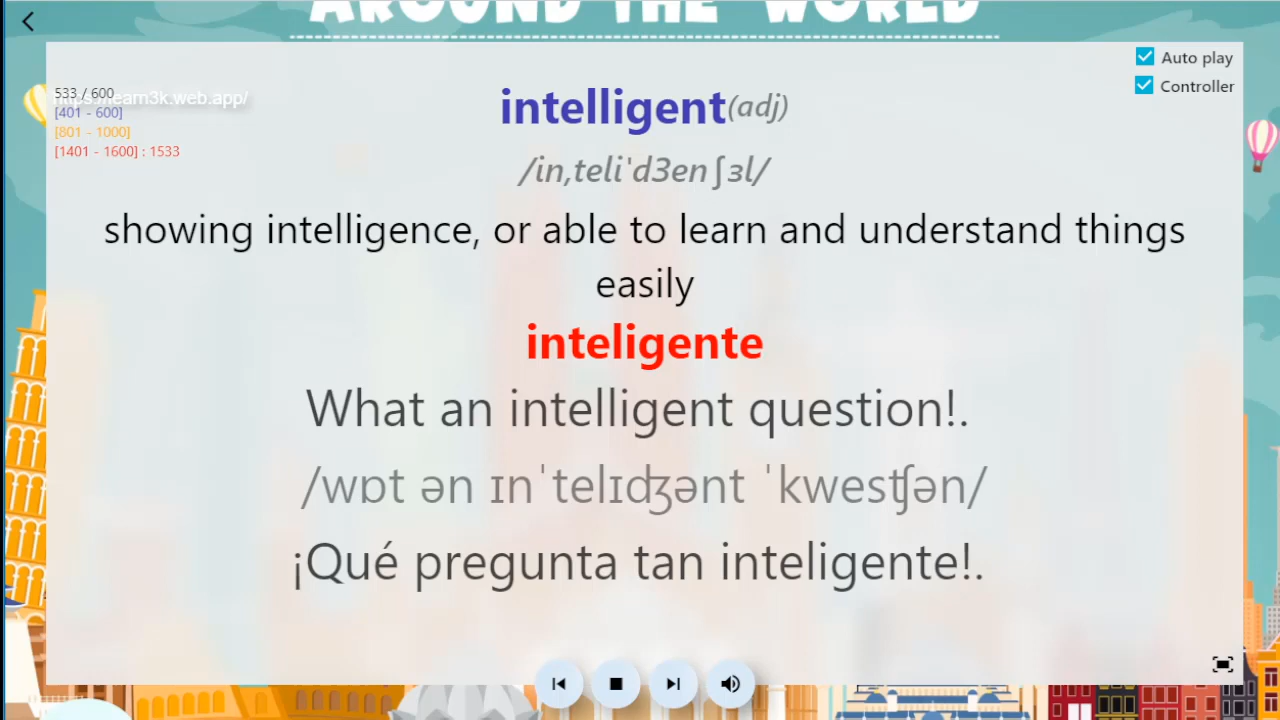 AROUND THE WORLD
Auto play
Controller
533 / 600
https://learn3k.web.app/
[401 - 600]
[801 - 1000]
[1401 - 1600] : 1533
intelligent(adj)
/in,teli'd3en ʃɜl/
showing intelligence, or able to learn and understand things
easily
inteligente
What an intelligent question!.
/wɒt ən ɪnˈtelɪʤənt ˈkwesʧən/
¡Qué pregunta tan inteligente!.